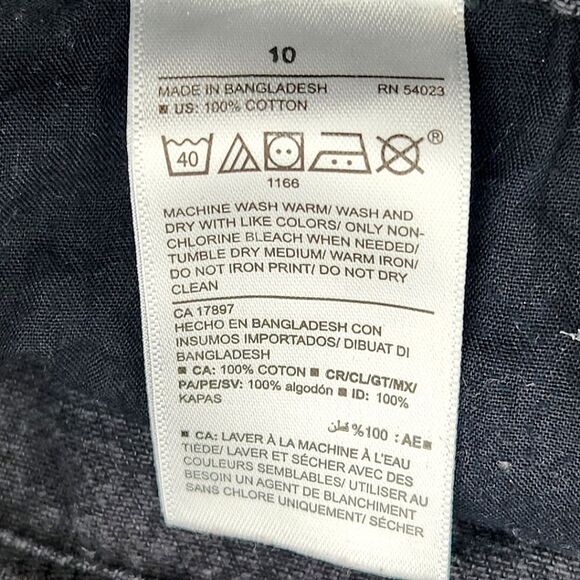 10
MADE IN BANGLADESH RN 54023
■ US: 100% COTTON
40 ®
1166
MACHINE WASH WARM/ WASH AND
DRY WITH LIKE COLORS/ ONLY NON-
CHLORINE BLEACH WHEN NEEDED/
TUMBLE DRY MEDIUM/ WARM IRON/
DO NOT IRON PRINT/ DO NOT DRY
CLEAN
CA 17897
HECHO EN BANGLADESH CON
INSUMOS IMPORTADOS/ DIBUAT DI
BANGLADESH
■ CA: 100% COTON ■ CR/CL/GT/MX/
PA/PE/SV: 100% algodón ■ ID: 100%
KAPAS
■AE: 100% قطن
■ CA: LAVER À LA MACHINE À L'EAU
TIÈDE/ LAVER ET SÉCHER AVEC DES
COULEURS SEMBLABLES/ UTILISER AU
BESOIN UN AGENT DE BLANCHIMENT
SANS CHLORE UNIQUEMENT/ SÉCHER